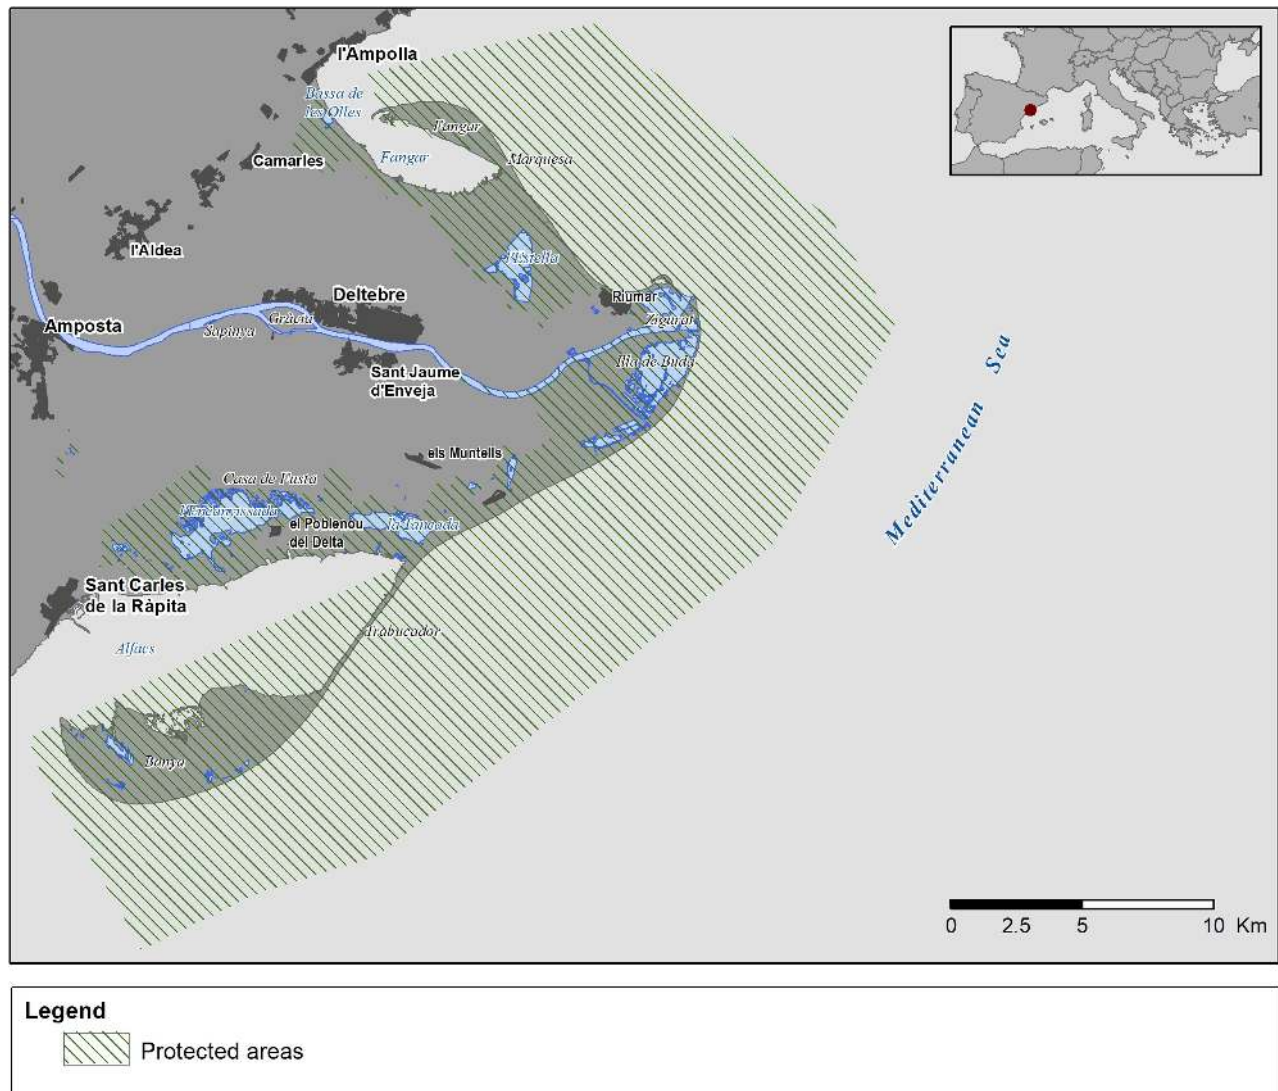 l'Ampolla
Bassa de
les Olles
Fangar
Fangar
Marquesa
Camarles
l'Aldea
Riumar
Deltebre
Gràcia
Sapinya
Amposta
Illa de Buda
Sant Jaume
d'Enveja
Mediterranean Sea
els Muntells
Casa de Fusta
l'Encanyissada
el Poblenou
del Delta
la Tancada
Sant Carles
de la Ràpita
Trabucador
Alfacs
Banya
0 2.5 5 10 Km
Legend
Protected areas